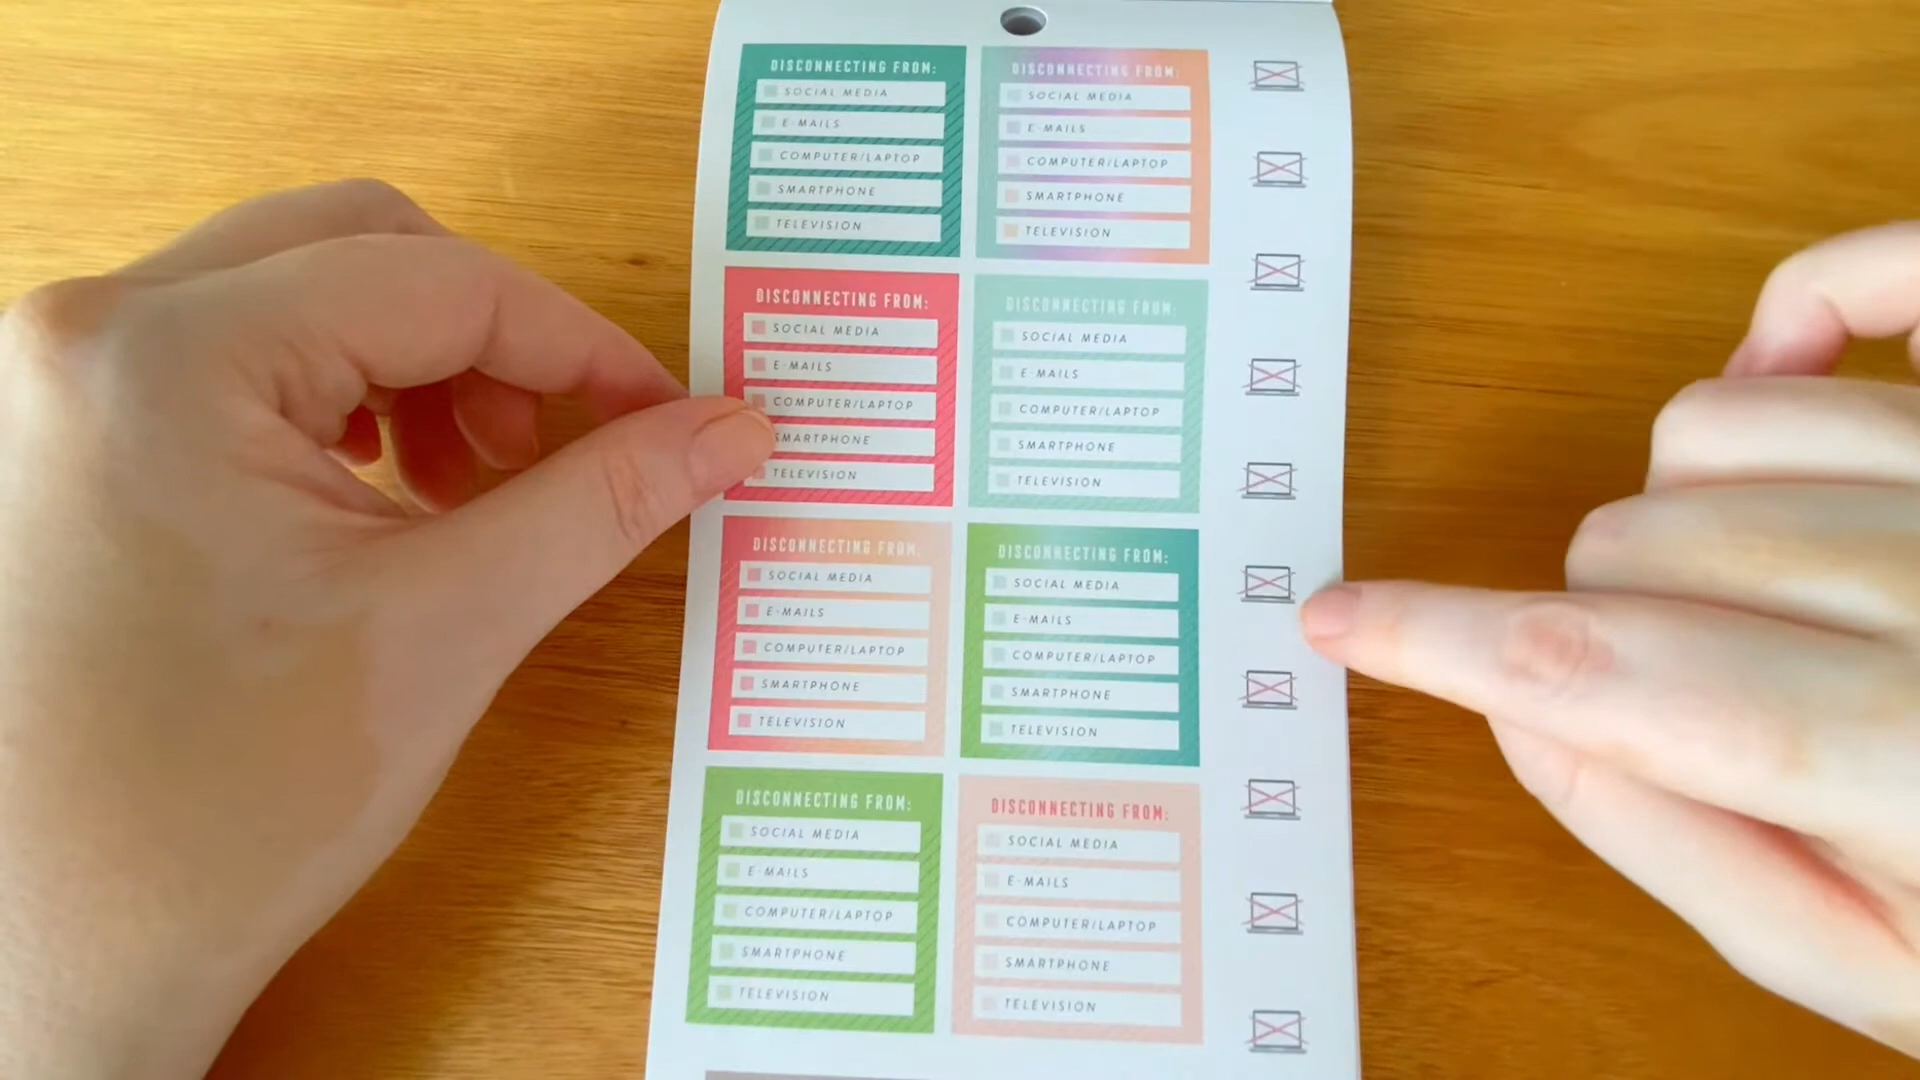 DISCONNECTING FROM:
SOCIAL MEDIA
E-MAILS
COMPUTER/LAPTOP
SMARTPHONE
TELEVISION
DISCONNECTING FROM:
SOCIAL MEDIA
E-MAILS
COMPUTER/LAPTOP
SMARTPHONE
TELEVISION
DISCONNECTING FROM:
SOCIAL MEDIA
E-MAILS
COMPUTER/LAPTOP
SMARTPHONE
TELEVISION
DISCONNECTING FROM:
SOCIAL MEDIA
E-MAILS
COMPUTER/LAPTOP
SMARTPHONE
TELEVISION
DISCONNECTING FROM:
SOCIAL MEDIA
E-MAILS
COMPUTER/LAPTOP
SMARTPHONE
TELEVISION
DISCONNECTING FROM:
SOCIAL MEDIA
E-MAILS
COMPUTER/LAPTOP
SMARTPHONE
TELEVISION
DISCONNECTING FROM:
SOCIAL MEDIA
E-MAILS
COMPUTER/LAPTOP
SMARTPHONE
TELEVISION
DISCONNECTING FROM:
SOCIAL MEDIA
E-MAILS
COMPUTER/LAPTOP
SMARTPHONE
TELEVISION